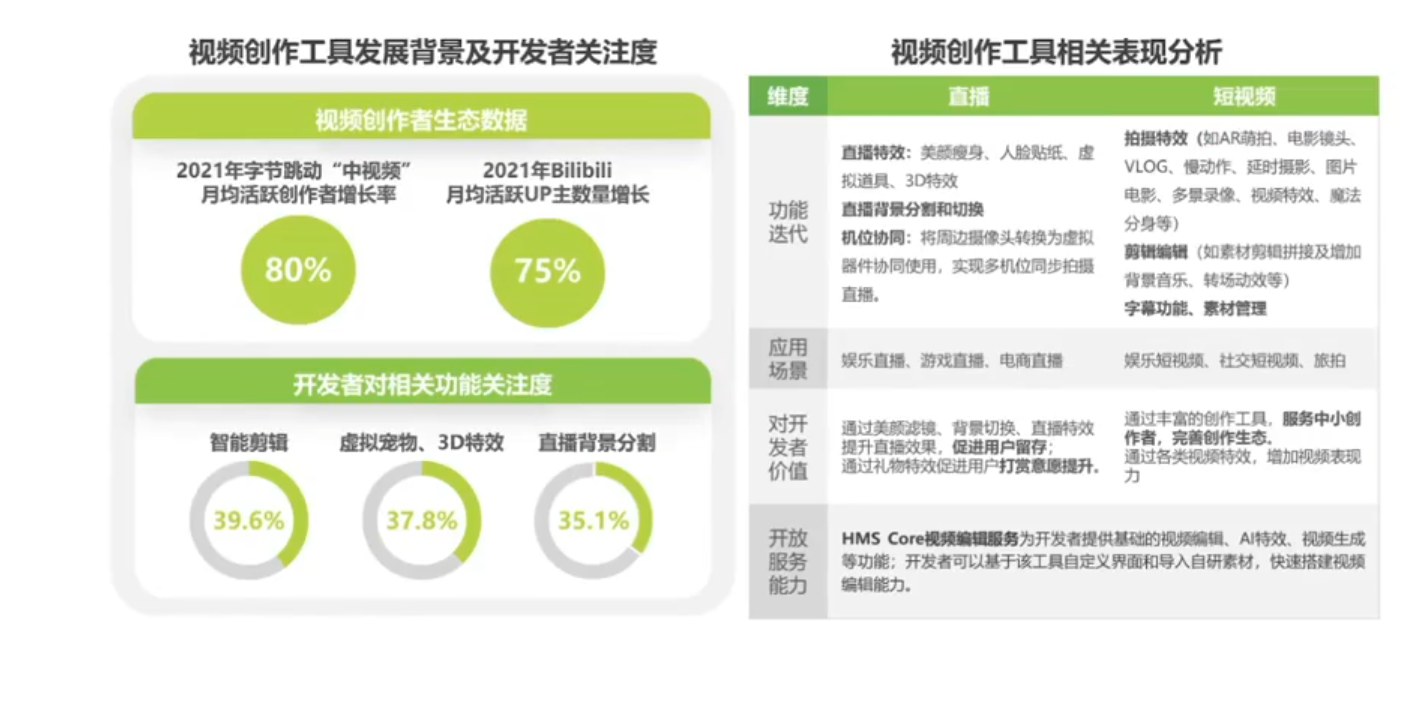 视频创作工具发展背景及开发者关注度
视频创作者生态数据
2021年字节跳动“中视频”
月均活跃创作者增长率
2021年Bilibili
月均活跃UP主数量增长
80%
75%
开发者对相关功能关注度
智能剪辑
虚拟宠物、3D特效
直播背景分割
39.6%
37.8%
35.1%
视频创作工具相关表现分析
维度
直播
短视频
功能
迭代
直播特效：美颜瘦身、人脸贴纸、虚
拟道具、3D特效
直播背景分割和切换
机位协同：将周边摄像头转换为虚拟
器件协同使用，实现多机位同步拍摄
直播。
拍摄特效（如AR萌拍、电影镜头、
VLOG、慢动作、延时摄影、图片
电影、多景录像、视频特效、魔法
分身等）
剪辑编辑（如素材剪辑拼接及增加
背景音乐、转场动效等）
字幕功能、素材管理
应用
场景
娱乐直播、游戏直播、电商直播
娱乐短视频、社交短视频、旅拍
对开
发者
价值
通过美颜滤镜、背景切换、直播特效
提升直播效果，促进用户留存；
通过礼物特效促进用户打赏意愿提升。
通过丰富的创作工具，服务中小创
作者，完善创作生态。
通过各类视频特效，增加视频表现
力
开放
服务
能力
HMS Core视频编辑服务为开发者提供基础的视频编辑、AI特效、视频生成
等功能；开发者可以基于该工具自定义界面和导入自研素材，快速搭建视频
编辑能力。